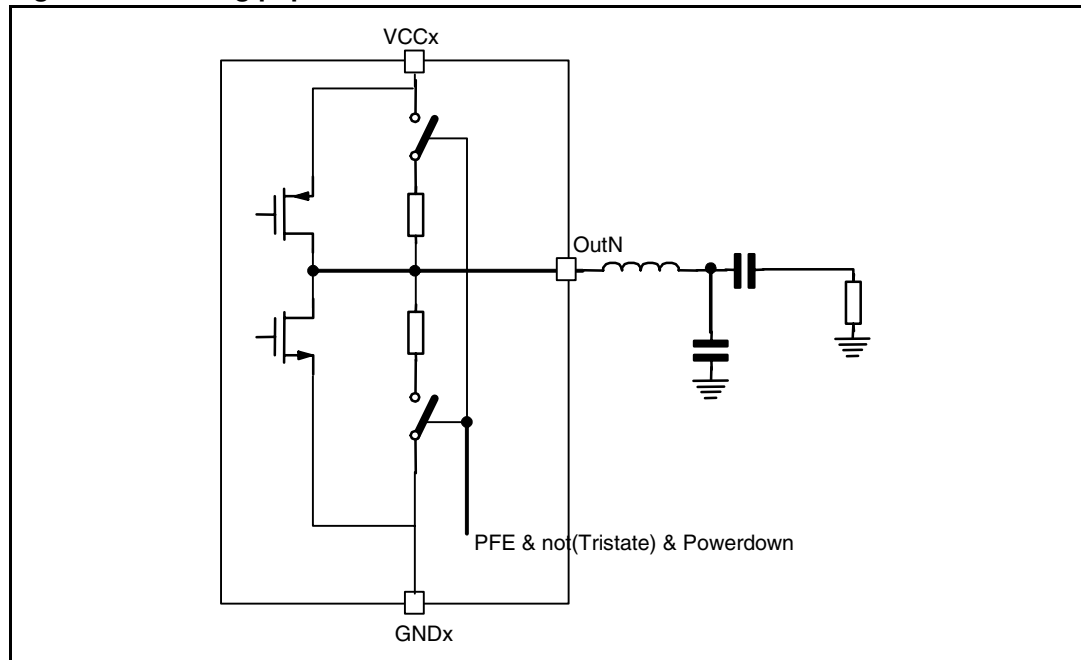 VCCx
OutN
PFE & not(Tristate) & Powerdown
GNDx